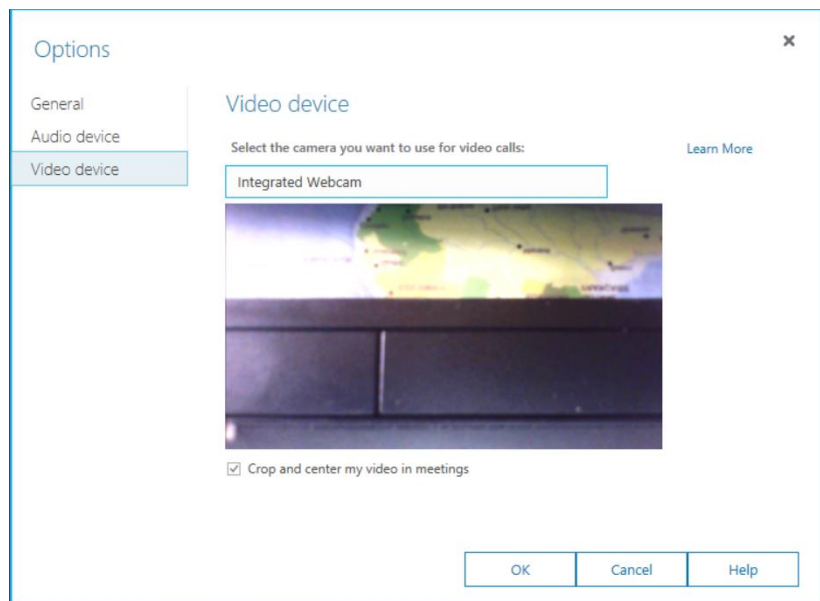 Options
General
Audio device
Video device
Video device
Select the camera you want to use for video calls:
Learn More
Integrated Webcam
Crop and center my video in meetings
OK
Cancel
Help